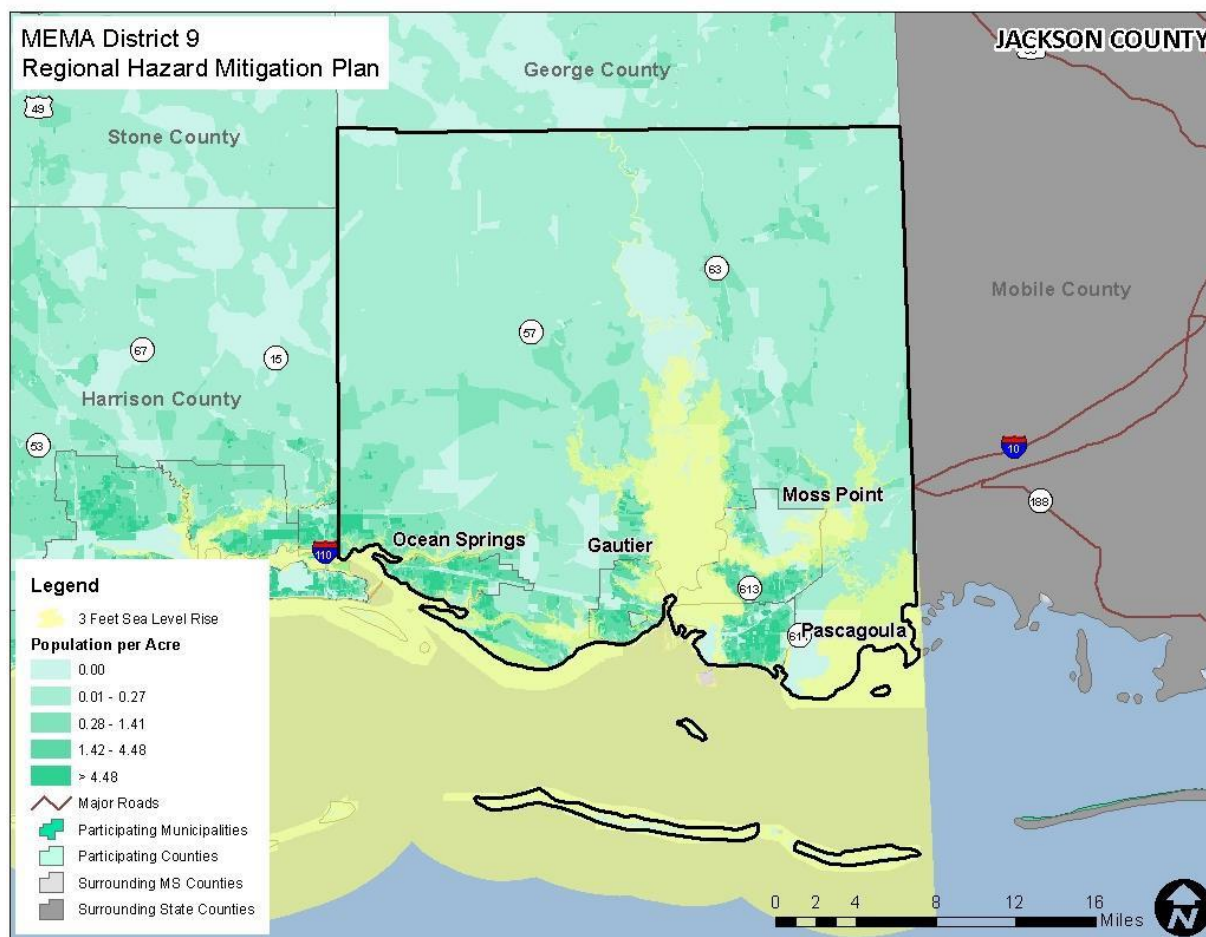 MEMA District 9
Regional Hazard Mitigation Plan
JACKSON COUNTY
George County
49
Stone County
63
Mobile County
57
67
15
Harrison County
53
10
188
Moss Point
Ocean Springs
Gautier
110
613
Pascagoula
Legend
3 Feet Sea Level Rise
Population per Acre
0.00
0.01 - 0.27
0.28 - 1.41
1.42 - 4.48
> 4.48
Major Roads
Participating Municipalities
Participating Counties
Surrounding MS Counties
Surrounding State Counties
0 2 4 8 12 16
Miles
N